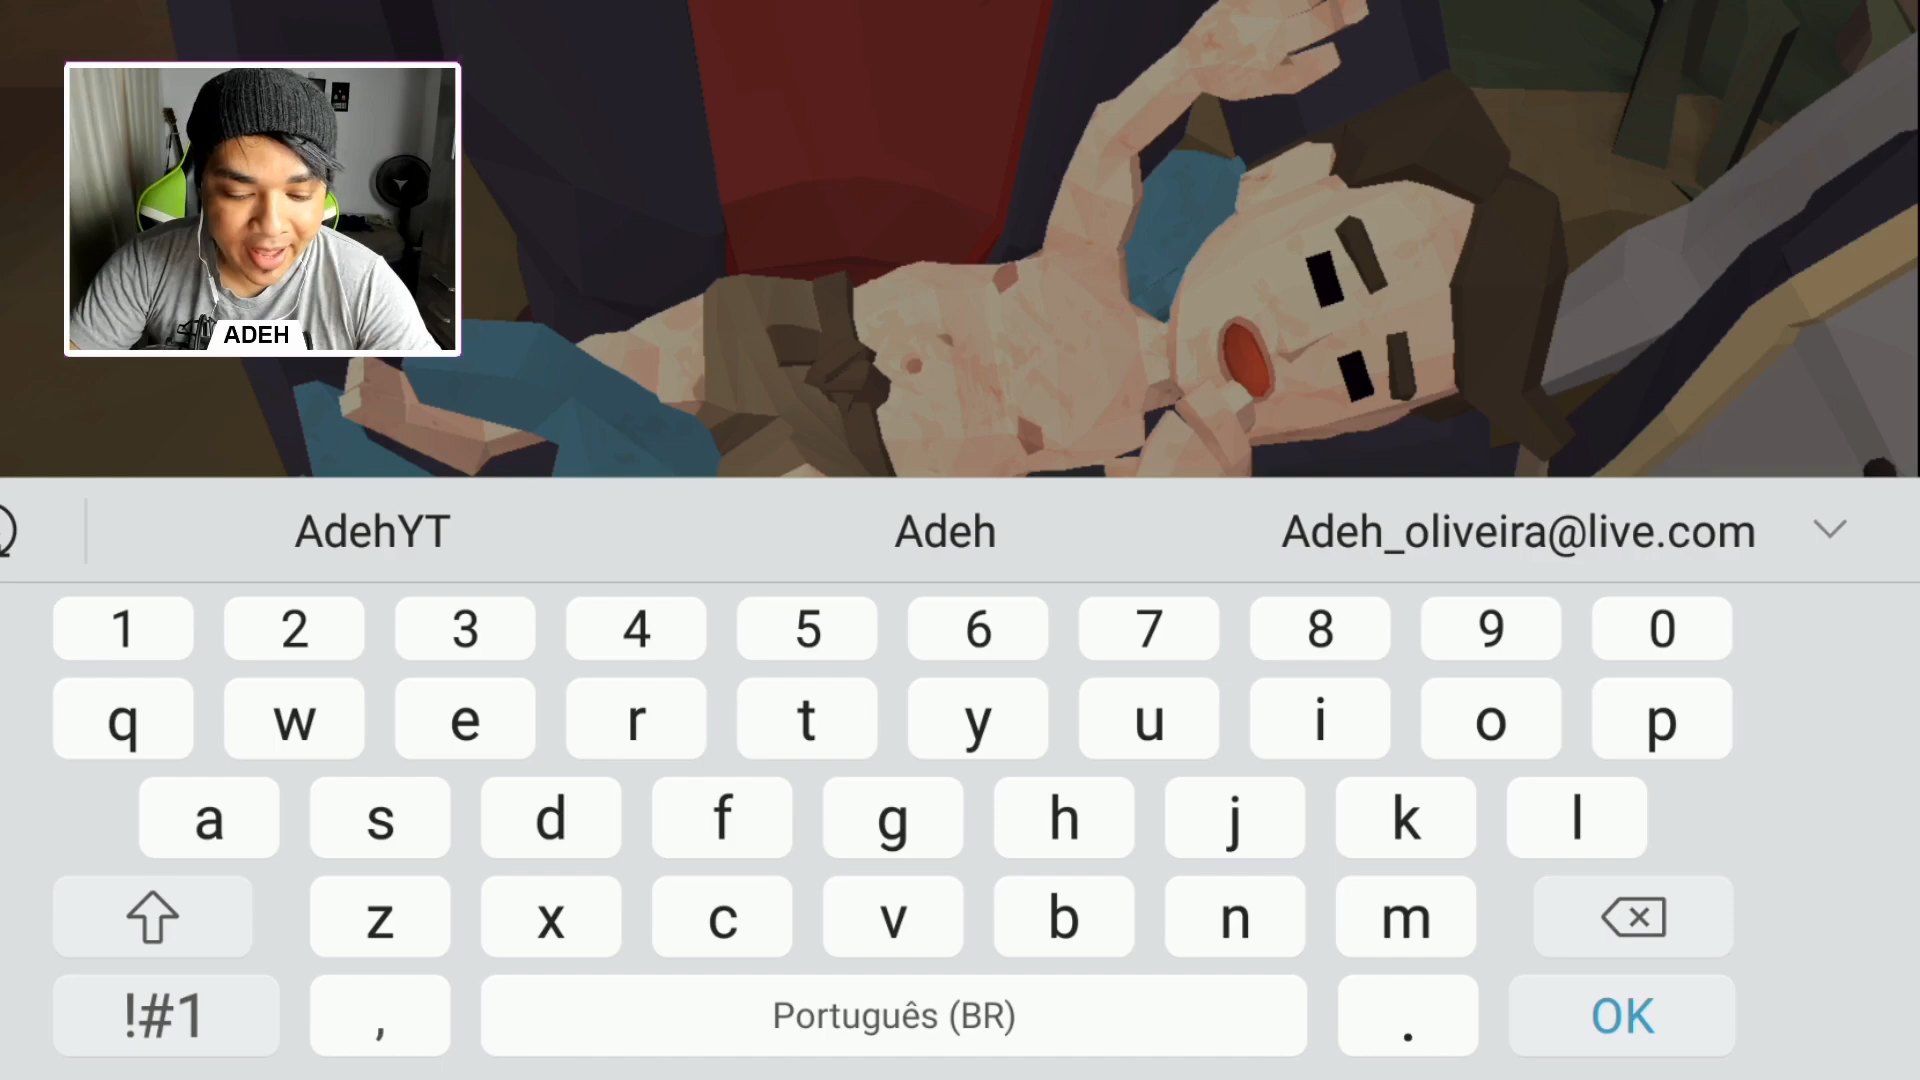 ADEH
AdehYT Adeh Adeh_oliveira@live.com
1 2 3 4 5 6 7 8 9 0
q w e r t y u i o p
a s d f g h j k l
z x c v b n m
!#1 , Português (BR) . OK